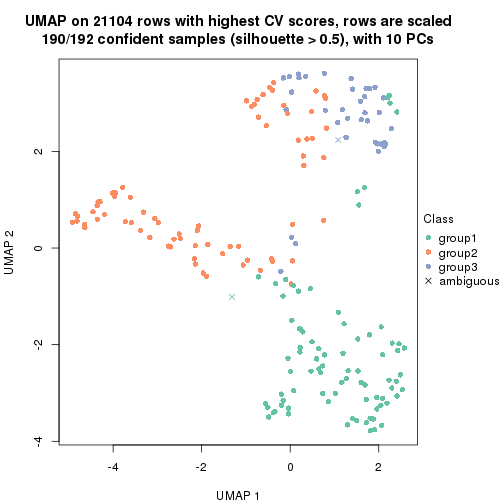 UMAP on 21104 rows with highest CV scores, rows are scaled
190/192 confident samples (silhouette > 0.5), with 10 PCs
2
0
-2
-4
UMAP 2
-4
-2
0
2
UMAP 1
Class
group1
group2
group3
ambiguous